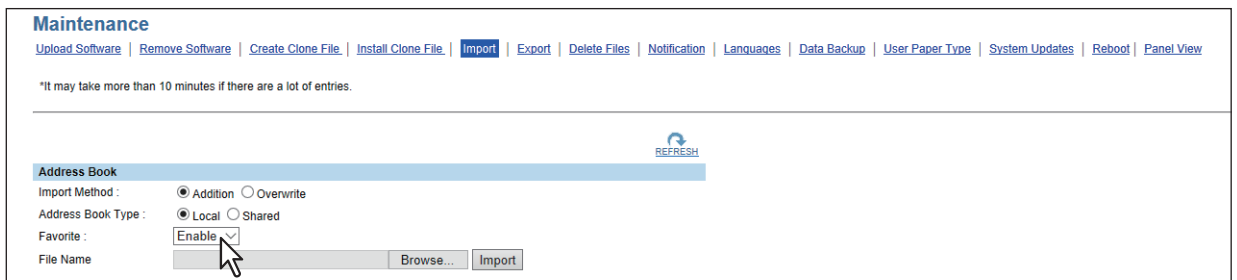 Maintenance
Upload Software | Remove Software | Create Clone File | Install Clone File | Import | Export | Delete Files | Notification | Languages | Data Backup | User Paper Type | System Updates | Reboot | Panel View
*It may take more than 10 minutes if there are a lot of entries.
REFRESH
Address Book
Import Method : Addition Overwrite
Address Book Type : Local Shared
Favorite : Enable
File Name Browse... Import